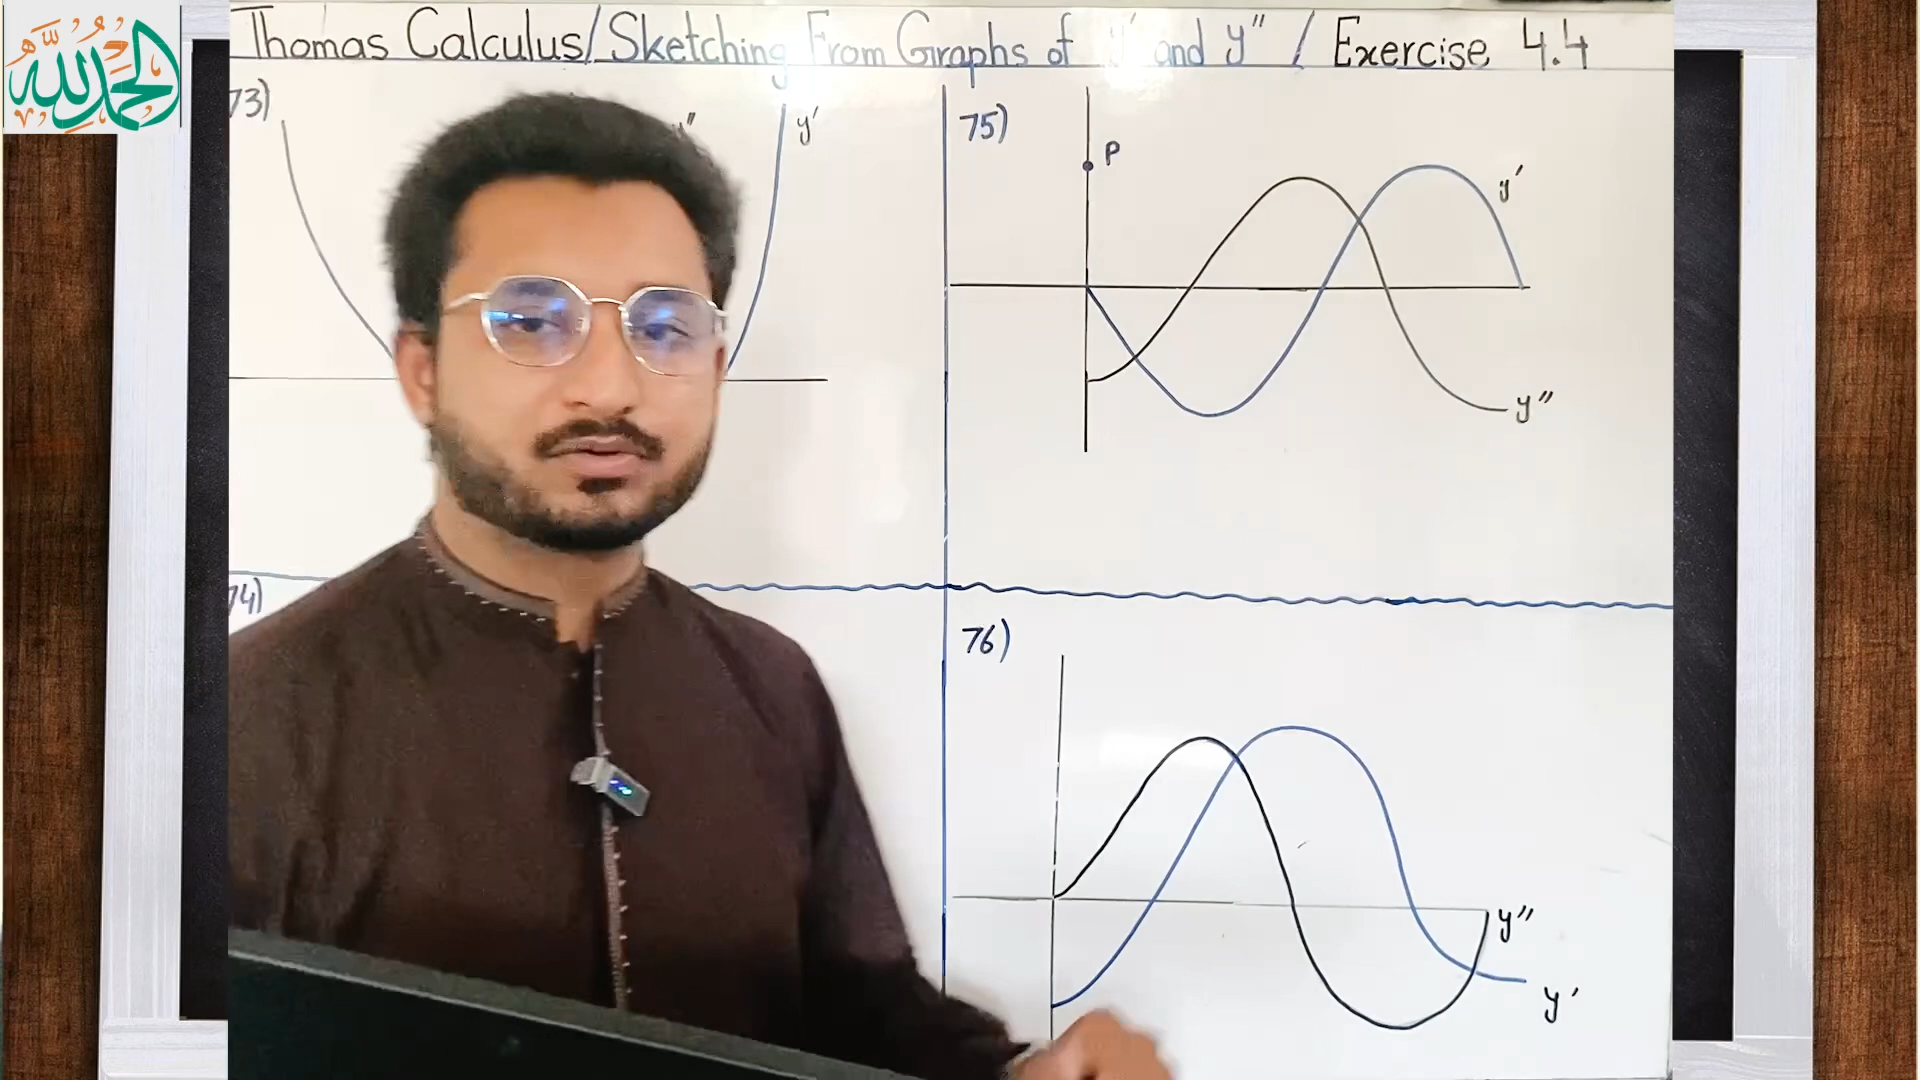 الحمد لله
Thomas Calculus/Sketching From Graphs of y' and y" / Exercise 4.4
73)
y"
y'
75)
P
y'
y"
74)
76)
y"
y'